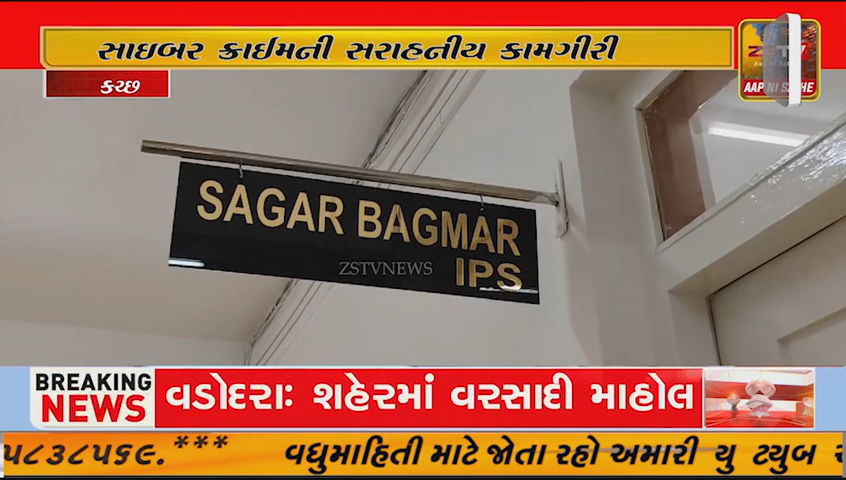 સાઇબર ક્રાઈમની સરાહનીય કામગીરી
કચ્છ
AAPNI SATHE
SAGAR BAGMAR
IPS
ZSTVNEWS
BREAKING
NEWS
વડોદરાઃ શહેરમાં વરસાદી માહોલ
૫૮૩૮૫૬૯.*** વધુમાહિતી માટે જોતા રહો અમારી યુ ટ્યુબ